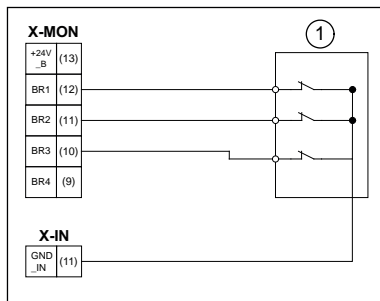 X-MON
1
+24V
_B (13)
BR1 (12)
BR2 (11)
BR3 (10)
BR4 (9)
X-IN
GND
_IN (11)